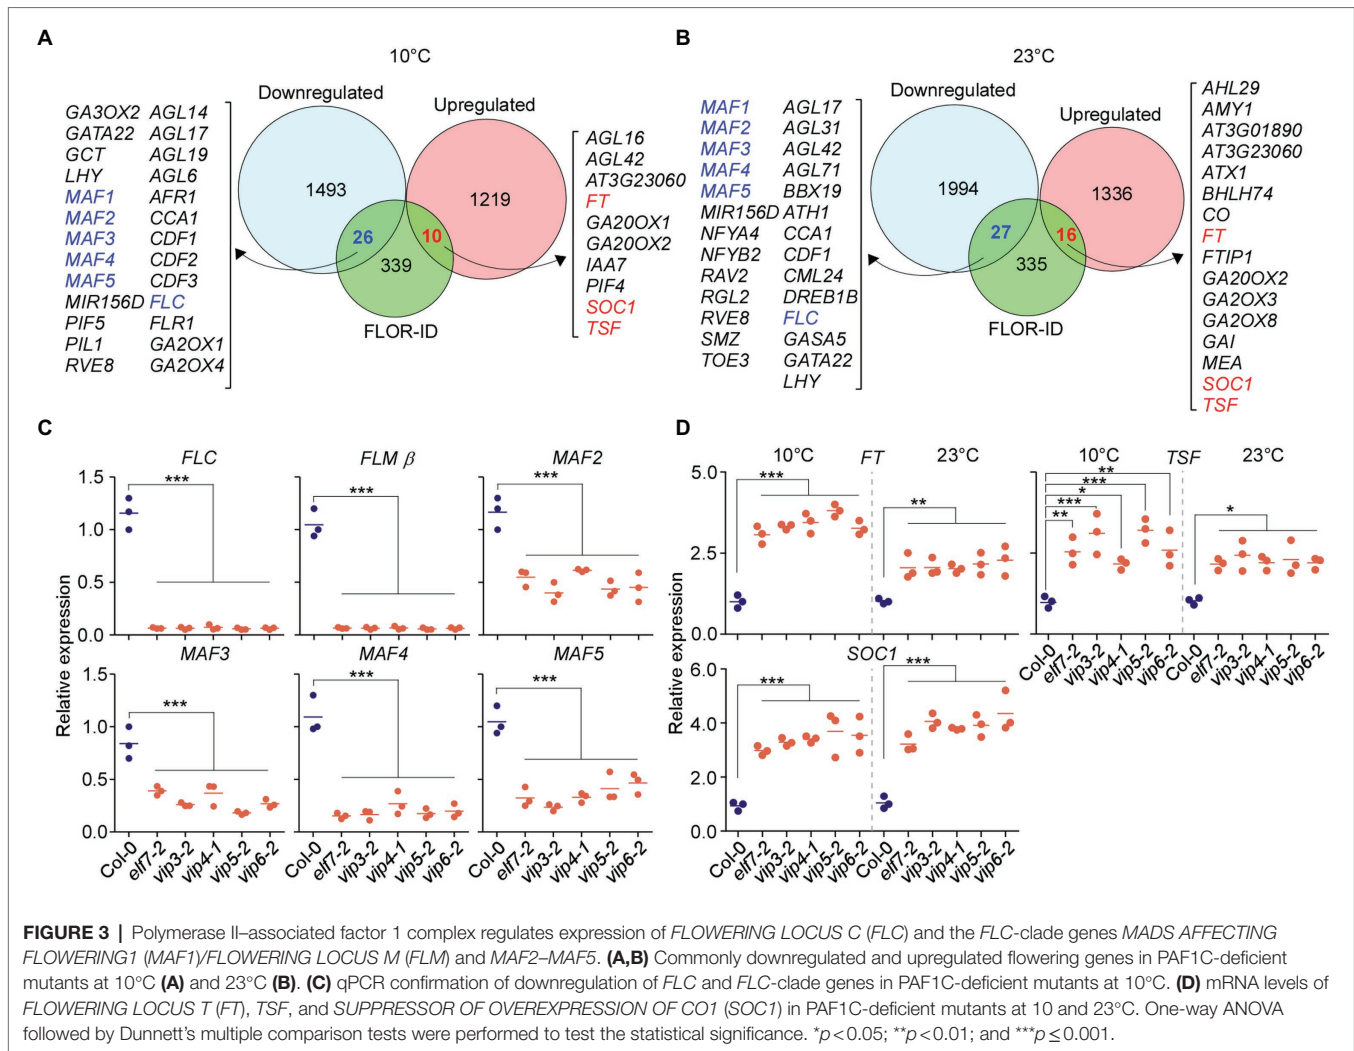 A
10°C
Downregulated
Upregulated
GA3OX2 AGL14
GATA22 AGL17
GCT AGL19
LHY AGL6
MAF1 AFR1
MAF2 CCA1
MAF3 CDF1
MAF4 CDF2
MAF5 CDF3
MIR156D FLC
PIF5 FLR1
PIL1 GA2OX1
RVE8 GA2OX4
1493
1219
26
10
339
FLOR-ID
AGL16
AGL42
AT3G23060
FT
GA20OX1
GA20OX2
IAA7
PIF4
SOC1
TSF
B
23°C
Downregulated
Upregulated
MAF1 AGL17
MAF2 AGL31
MAF3 AGL42
MAF4 AGL71
MAF5 BBX19
MIR156D ATH1
NFYA4 CCA1
NFYB2 CDF1
RAV2 CML24
RGL2 DREB1B
RVE8 FLC
SMZ GASA5
TOE3 GATA22
LHY
1994
1336
27
16
335
FLOR-ID
AHL29
AMY1
AT3G01890
AT3G23060
ATX1
BHLH74
CO
FT
FTIP1
GA20OX2
GA2OX3
GA2OX8
GAI
MEA
SOC1
TSF
C
Relative expression
FLC
FLM β
MAF2
1.5
1.0
0.5
0.0
***
***
***
MAF3
MAF4
MAF5
1.5
1.0
0.5
0.0
***
***
***
Col-0 elf7-2 vip3-2 vip4-1 vip5-2 vip6-2
Col-0 elf7-2 vip3-2 vip4-1 vip5-2 vip6-2
Col-0 elf7-2 vip3-2 vip4-1 vip5-2 vip6-2
D
10°C FT 23°C
5.0
2.5
0.0
***
**
10°C TSF 23°C
**
***
*
***
**
*
Col-0 elf7-2 vip3-2 vip4-1 vip5-2 vip6-2 Col-0 elf7-2 vip3-2 vip4-1 vip5-2 vip6-2
SOC1
6.0
4.0
2.0
0.0
***
***
Col-0 elf7-2 vip3-2 vip4-1 vip5-2 vip6-2 Col-0 elf7-2 vip3-2 vip4-1 vip5-2 vip6-2
FIGURE 3 | Polymerase II–associated factor 1 complex regulates expression of FLOWERING LOCUS C (FLC) and the FLC-clade genes MADS AFFECTING
FLOWERING1 (MAF1)/FLOWERING LOCUS M (FLM) and MAF2–MAF5. (A,B) Commonly downregulated and upregulated flowering genes in PAF1C-deficient
mutants at 10°C (A) and 23°C (B). (C) qPCR confirmation of downregulation of FLC and FLC-clade genes in PAF1C-deficient mutants at 10°C. (D) mRNA levels of
FLOWERING LOCUS T (FT), TSF, and SUPPRESSOR OF OVEREXPRESSION OF CO1 (SOC1) in PAF1C-deficient mutants at 10 and 23°C. One-way ANOVA
followed by Dunnett's multiple comparison tests were performed to test the statistical significance. *p < 0.05; **p < 0.01; and ***p ≤ 0.001.